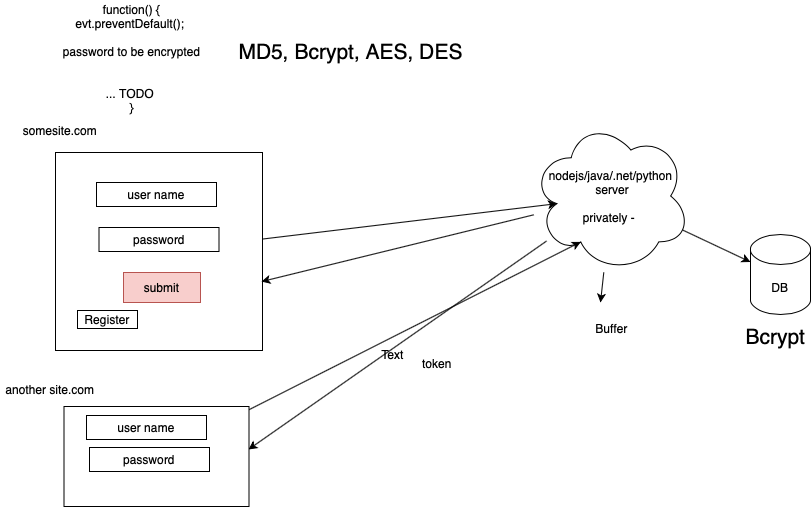 function() {
evt.preventDefault();
password to be encrypted
MD5, Bcrypt, AES, DES
... TODO
}
somesite.com
user name
password
submit
Register
nodejs/java/.net/python
server
privately -
DB
Bcrypt
Buffer
Text
token
another site.com
user name
password